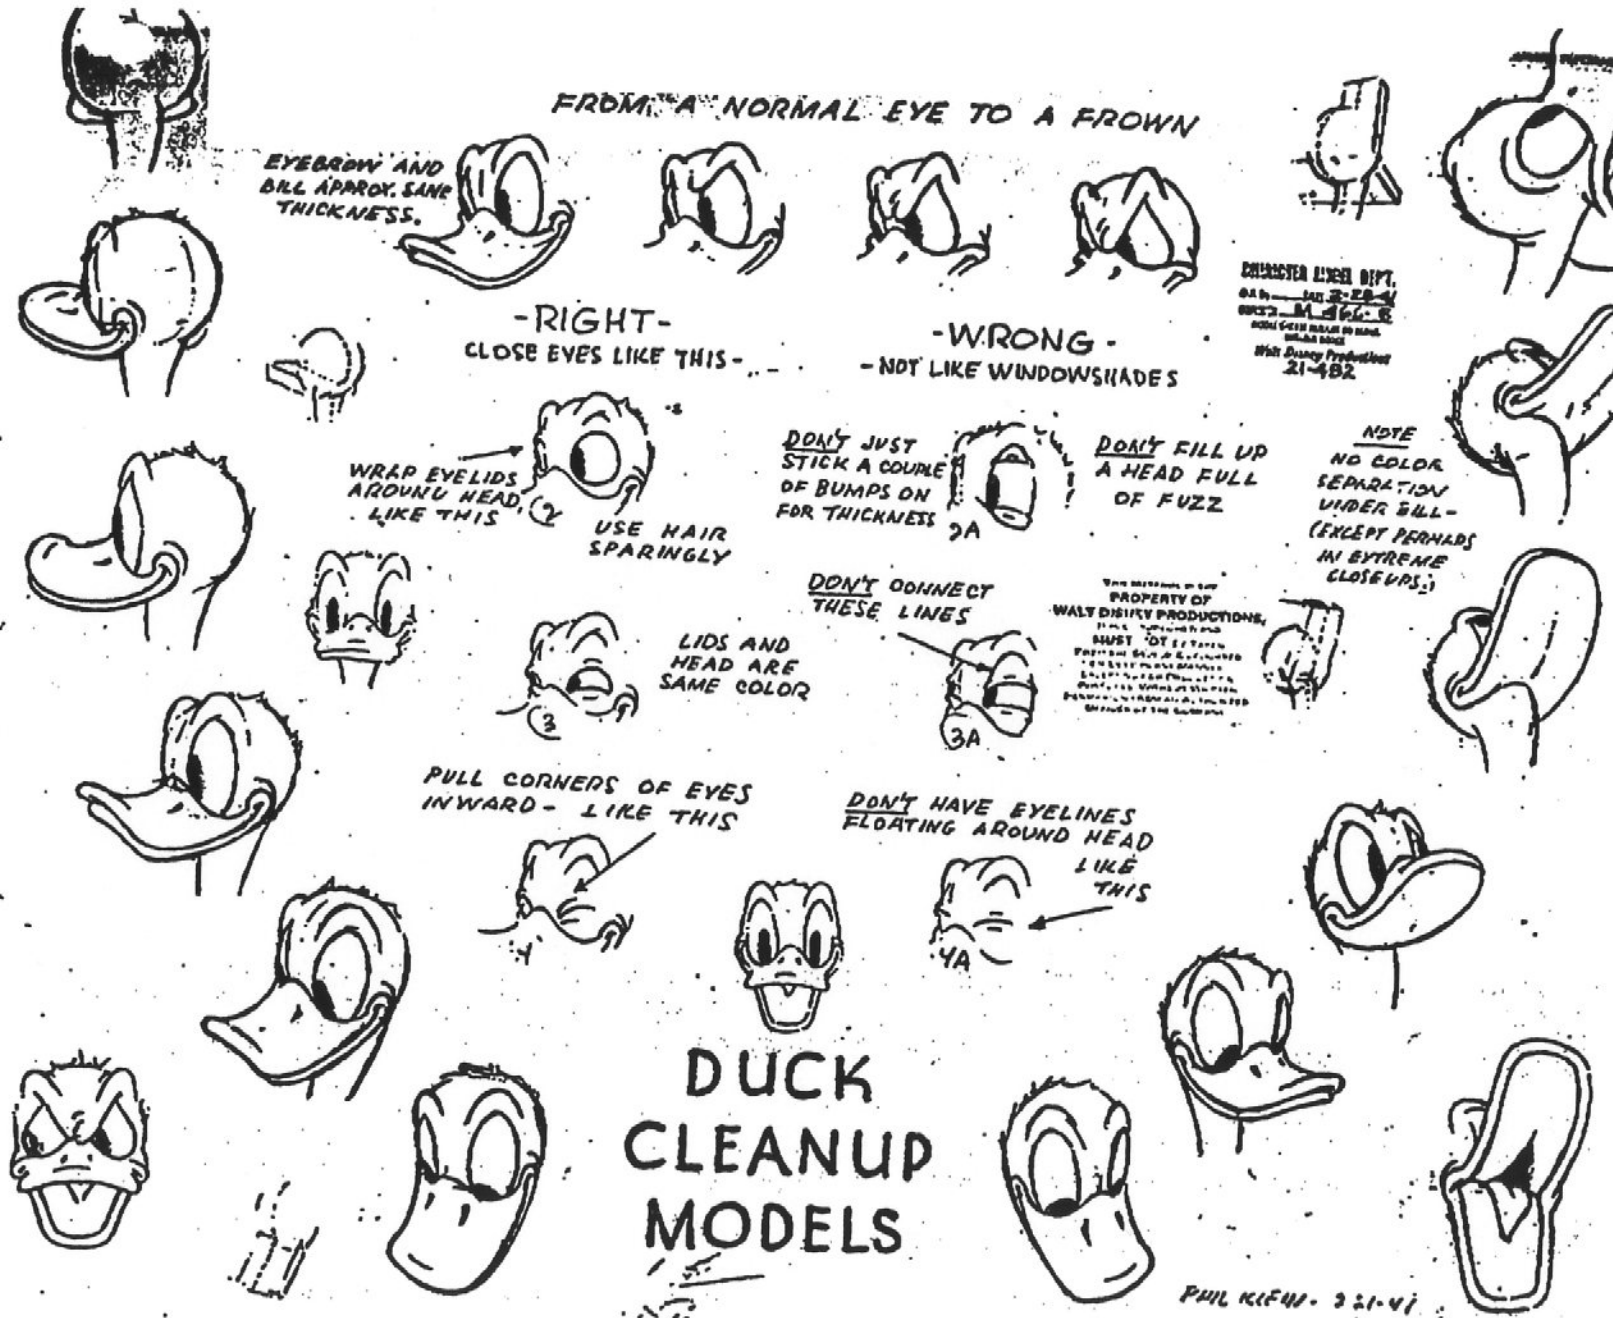 FROM A NORMAL EYE TO A FROWN
EYEBROW AND
BILL APPROX. SAME
THICKNESS.
-RIGHT-
CLOSE EYES LIKE THIS-
-WRONG-
-NOT LIKE WINDOWSHADES
CHARACTER MODEL DEPT.
Walt Disney Productions
21-482
WRAP EYELIDS
AROUND HEAD,
LIKE THIS
2
USE HAIR
SPARINGLY
DON'T JUST
STICK A COUPLE
OF BUMPS ON
FOR THICKNESS
2A
DON'T FILL UP
A HEAD FULL
OF FUZZ
NOTE
NO COLOR
SEPARATION
UNDER BILL-
(EXCEPT PERHAPS
IN EXTREME
CLOSEUPS.)
LIDS AND
HEAD ARE
SAME COLOR
3
DON'T CONNECT
THESE LINES
3A
PROPERTY OF
WALT DISNEY PRODUCTIONS,
PULL CORNERS OF EYES
INWARD- LIKE THIS
4
DON'T HAVE EYELINES
FLOATING AROUND HEAD
LIKE
THIS
4A
DUCK
CLEANUP
MODELS
PHIL